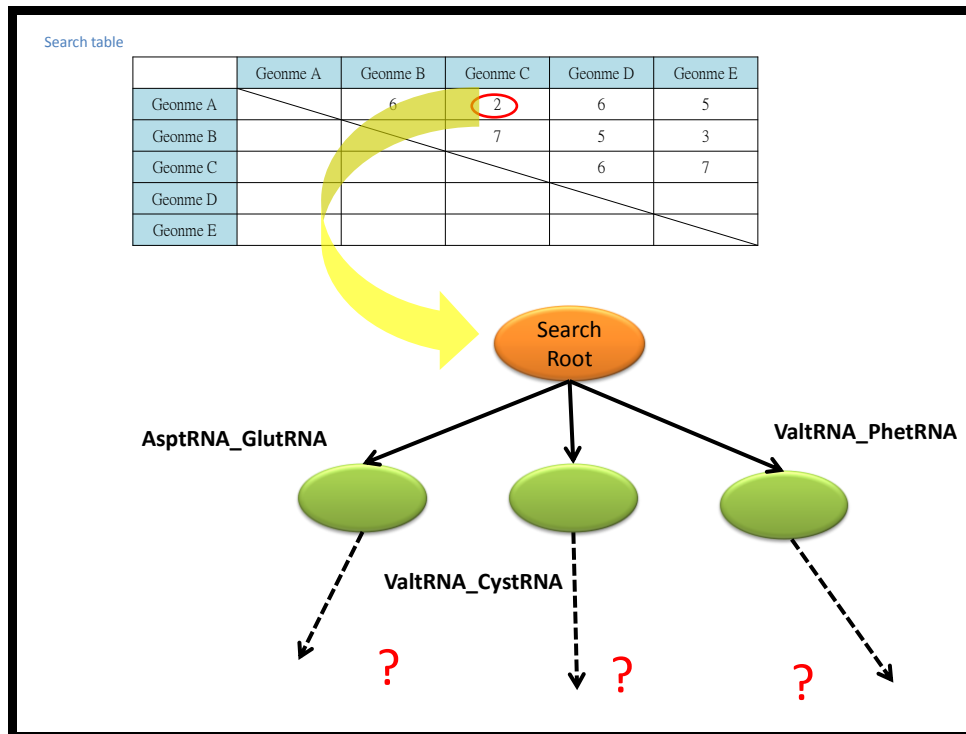 Search table
Geonme A Geonme B Geonme C Geonme D Geonme E
Geonme A 6 2 6 5
Geonme B 7 5 3
Geonme C 6 7
Geonme D
Geonme E
Search
Root
AsptRNA_GlutRNA
ValtRNA_PhetRNA
ValtRNA_CystRNA
? ? ?